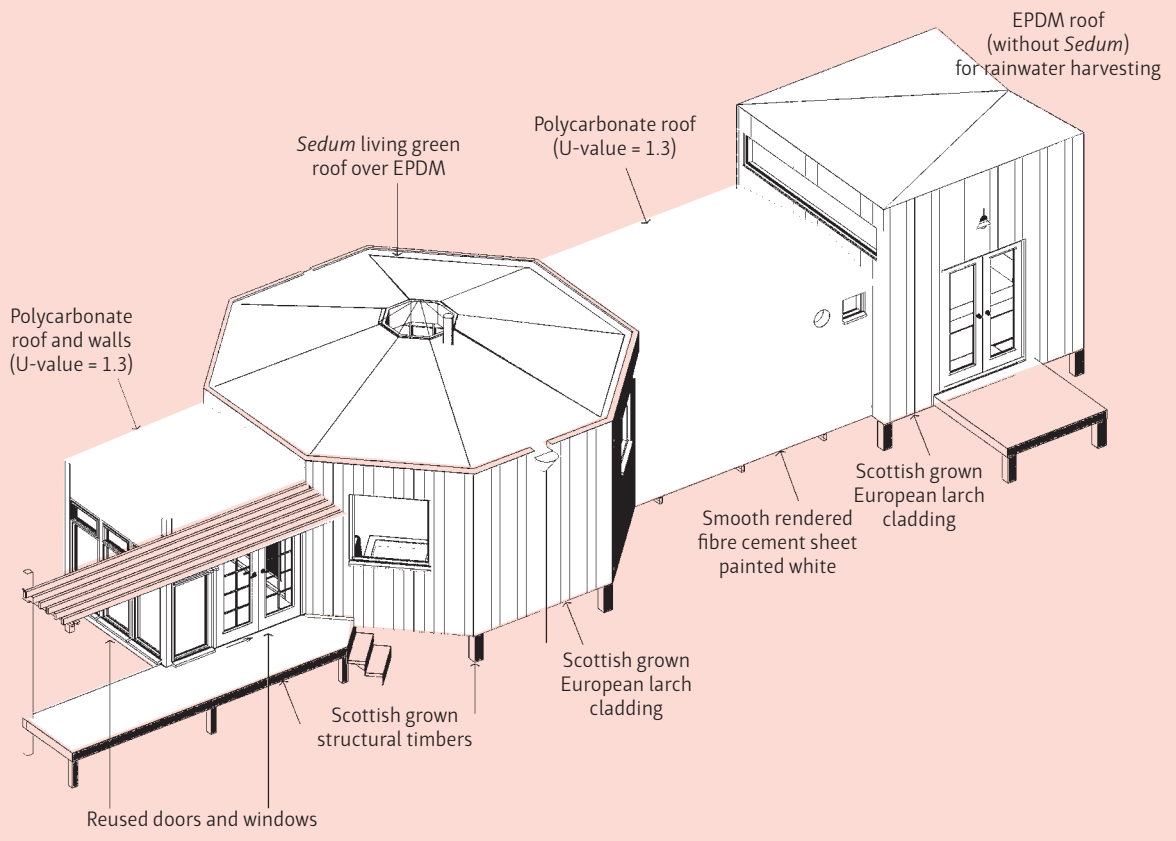 EPDM roof
(without Sedum)
for rainwater harvesting
Polycarbonate roof
(U-value = 1.3)
Sedum living green
roof over EPDM
Polycarbonate
roof and walls
(U-value = 1.3)
Scottish grown
European larch
cladding
Smooth rendered
fibre cement sheet
painted white
Scottish grown
European larch
cladding
Scottish grown
structural timbers
Reused doors and windows